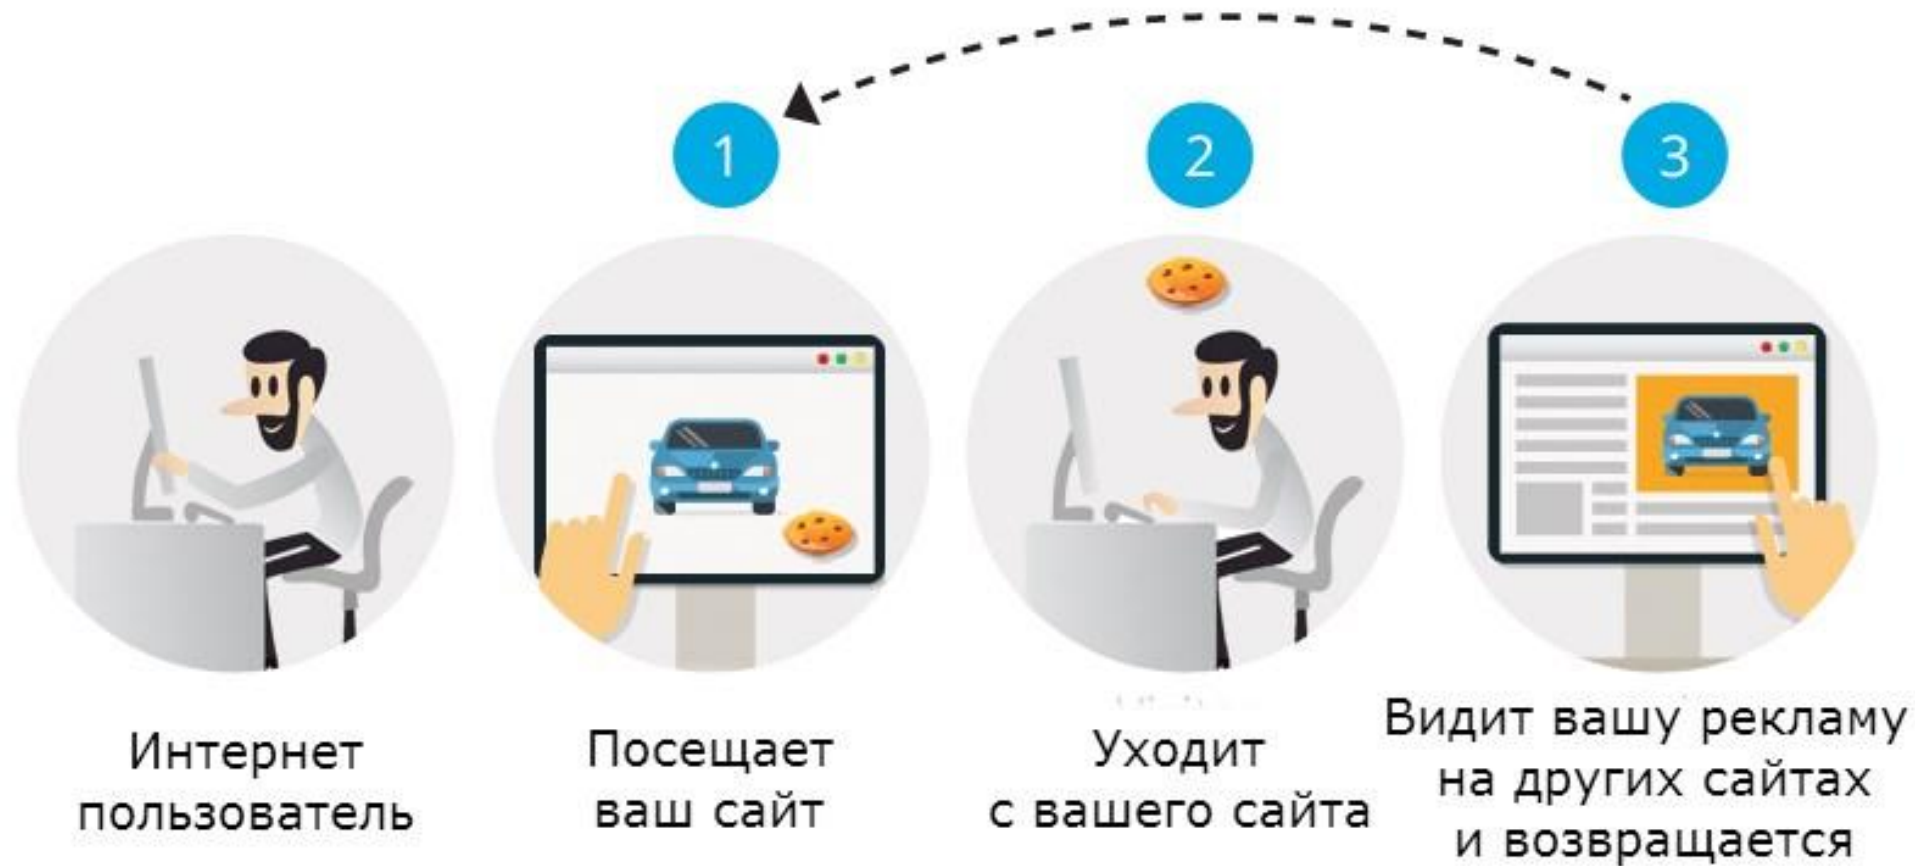 1
2
3
Интернет
пользователь
Посещает
ваш сайт
Уходит
с вашего сайта
Видит вашу рекламу
на других сайтах
и возвращается